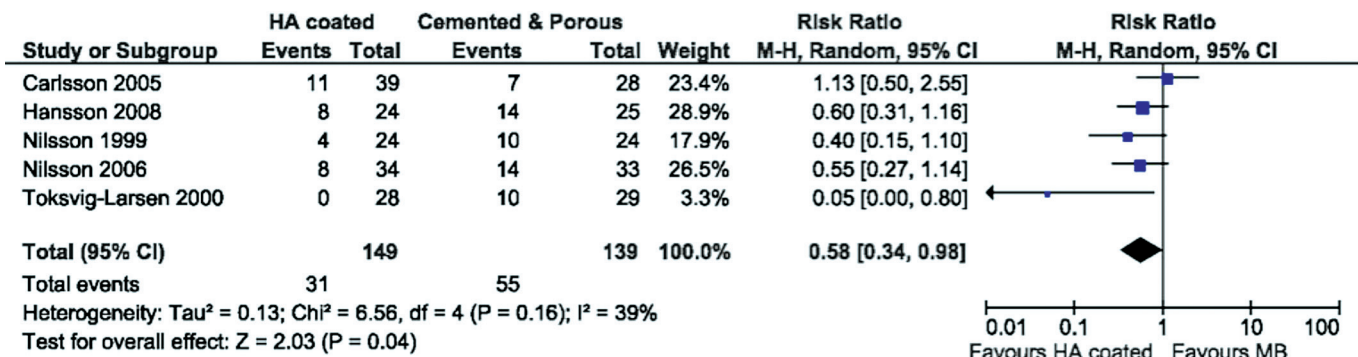 HA coated Cemented & Porous Risk Ratio Risk Ratio
Study or Subgroup Events Total Events Total Weight M-H, Random, 95% CI M-H, Random, 95% CI
Carlsson 2005 11 39 7 28 23.4% 1.13 [0.50, 2.55]
Hansson 2008 8 24 14 25 28.9% 0.60 [0.31, 1.16]
Nilsson 1999 4 24 10 24 17.9% 0.40 [0.15, 1.10]
Nilsson 2006 8 34 14 33 26.5% 0.55 [0.27, 1.14]
Toksvig-Larsen 2000 0 28 10 29 3.3% 0.05 [0.00, 0.80]
Total (95% CI) 149 139 100.0% 0.58 [0.34, 0.98]
Total events 31 55
Heterogeneity: Tau² = 0.13; Chi² = 6.56, df = 4 (P = 0.16); I² = 39%
Test for overall effect: Z = 2.03 (P = 0.04)
0.01 0.1 1 10 100
Favours HA coated Favours MB